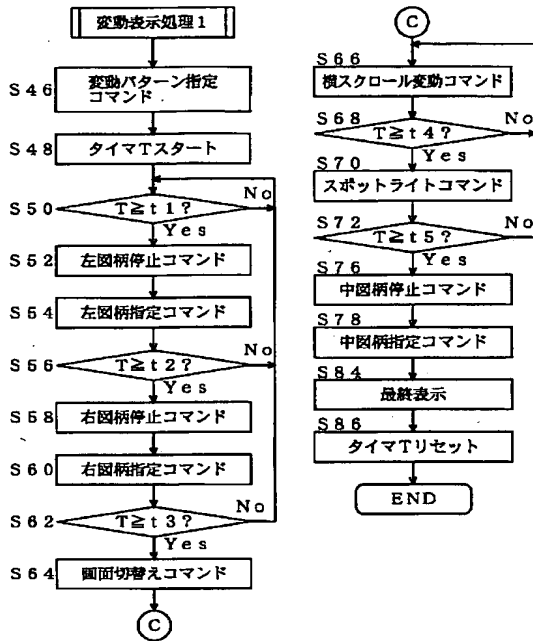 変動表示処理1
S46
変動パターン指定
コマンド
S48
タイマTスタート
S50
T≧t1?
No
Yes
S52
左図柄停止コマンド
S54
左図柄指定コマンド
S56
T≧t2?
No
Yes
S58
右図柄停止コマンド
S60
右図柄指定コマンド
S62
T≧t3?
No
Yes
S64
画面切替えコマンド
C
C
S66
横スクロール変動コマンド
S68
T≧t4?
No
Yes
S70
スポットライトコマンド
S72
T≧t5?
No
Yes
S76
中図柄停止コマンド
S78
中図柄指定コマンド
S84
最終表示
S86
タイマTリセット
END